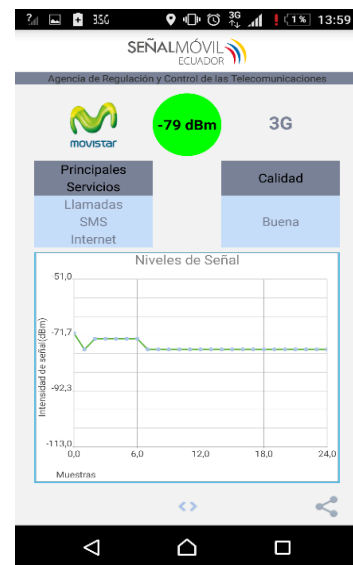 3G
1%
13:59
SEÑALMÓVIL
ECUADOR
Agencia de Regulación y Control de las Telecomunicaciones
movistar
-79 dBm
3G
Principales
Servicios
Calidad
Llamadas
SMS
Internet
Buena
Niveles de Señal
Intensidad de señal(dBm)
-51,0
-71,7
-92,3
-113,0
0,0 6,0 12,0 18,0 24,0
Muestras